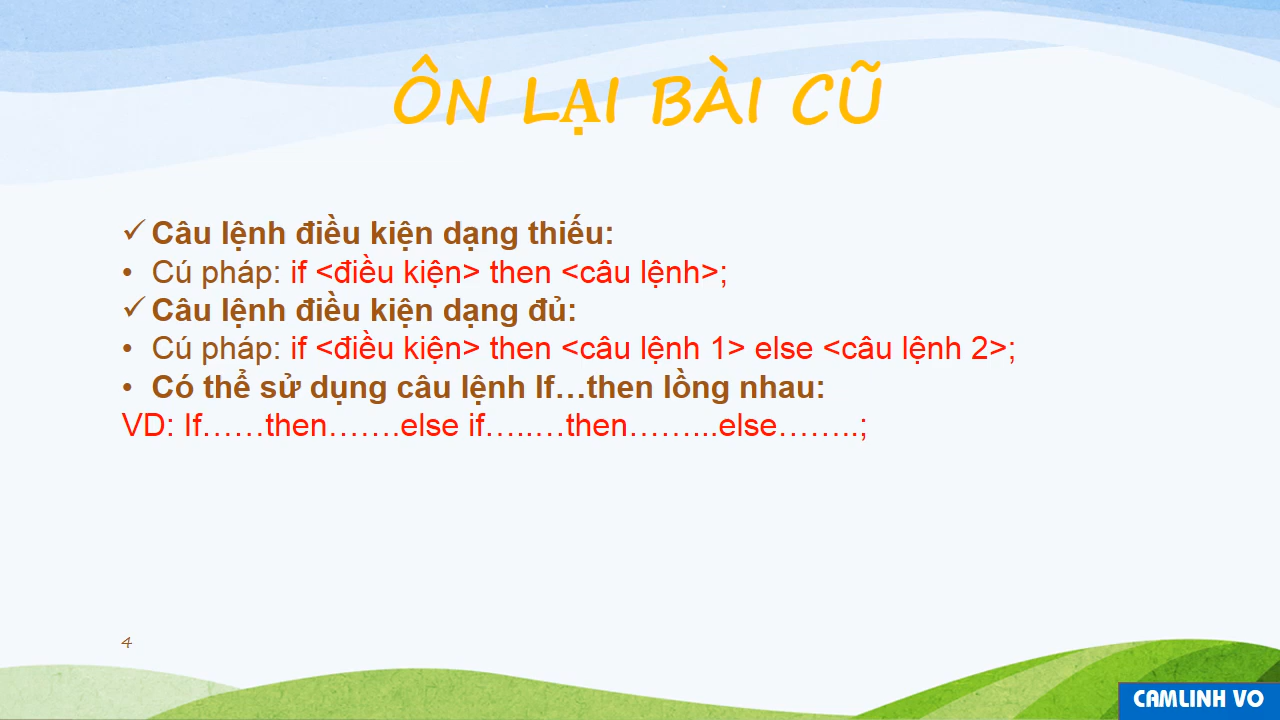 ÔN LẠI BÀI CŨ
✓ Câu lệnh điều kiện dạng thiếu:
• Cú pháp: if <điều kiện> then <câu lệnh>;
✓ Câu lệnh điều kiện dạng đủ:
• Cú pháp: if <điều kiện> then <câu lệnh 1> else <câu lệnh 2>;
• Có thể sử dụng câu lệnh If…then lồng nhau:
VD: If……then…….else if…..…then……...else……..;
4
CAMLINH VO